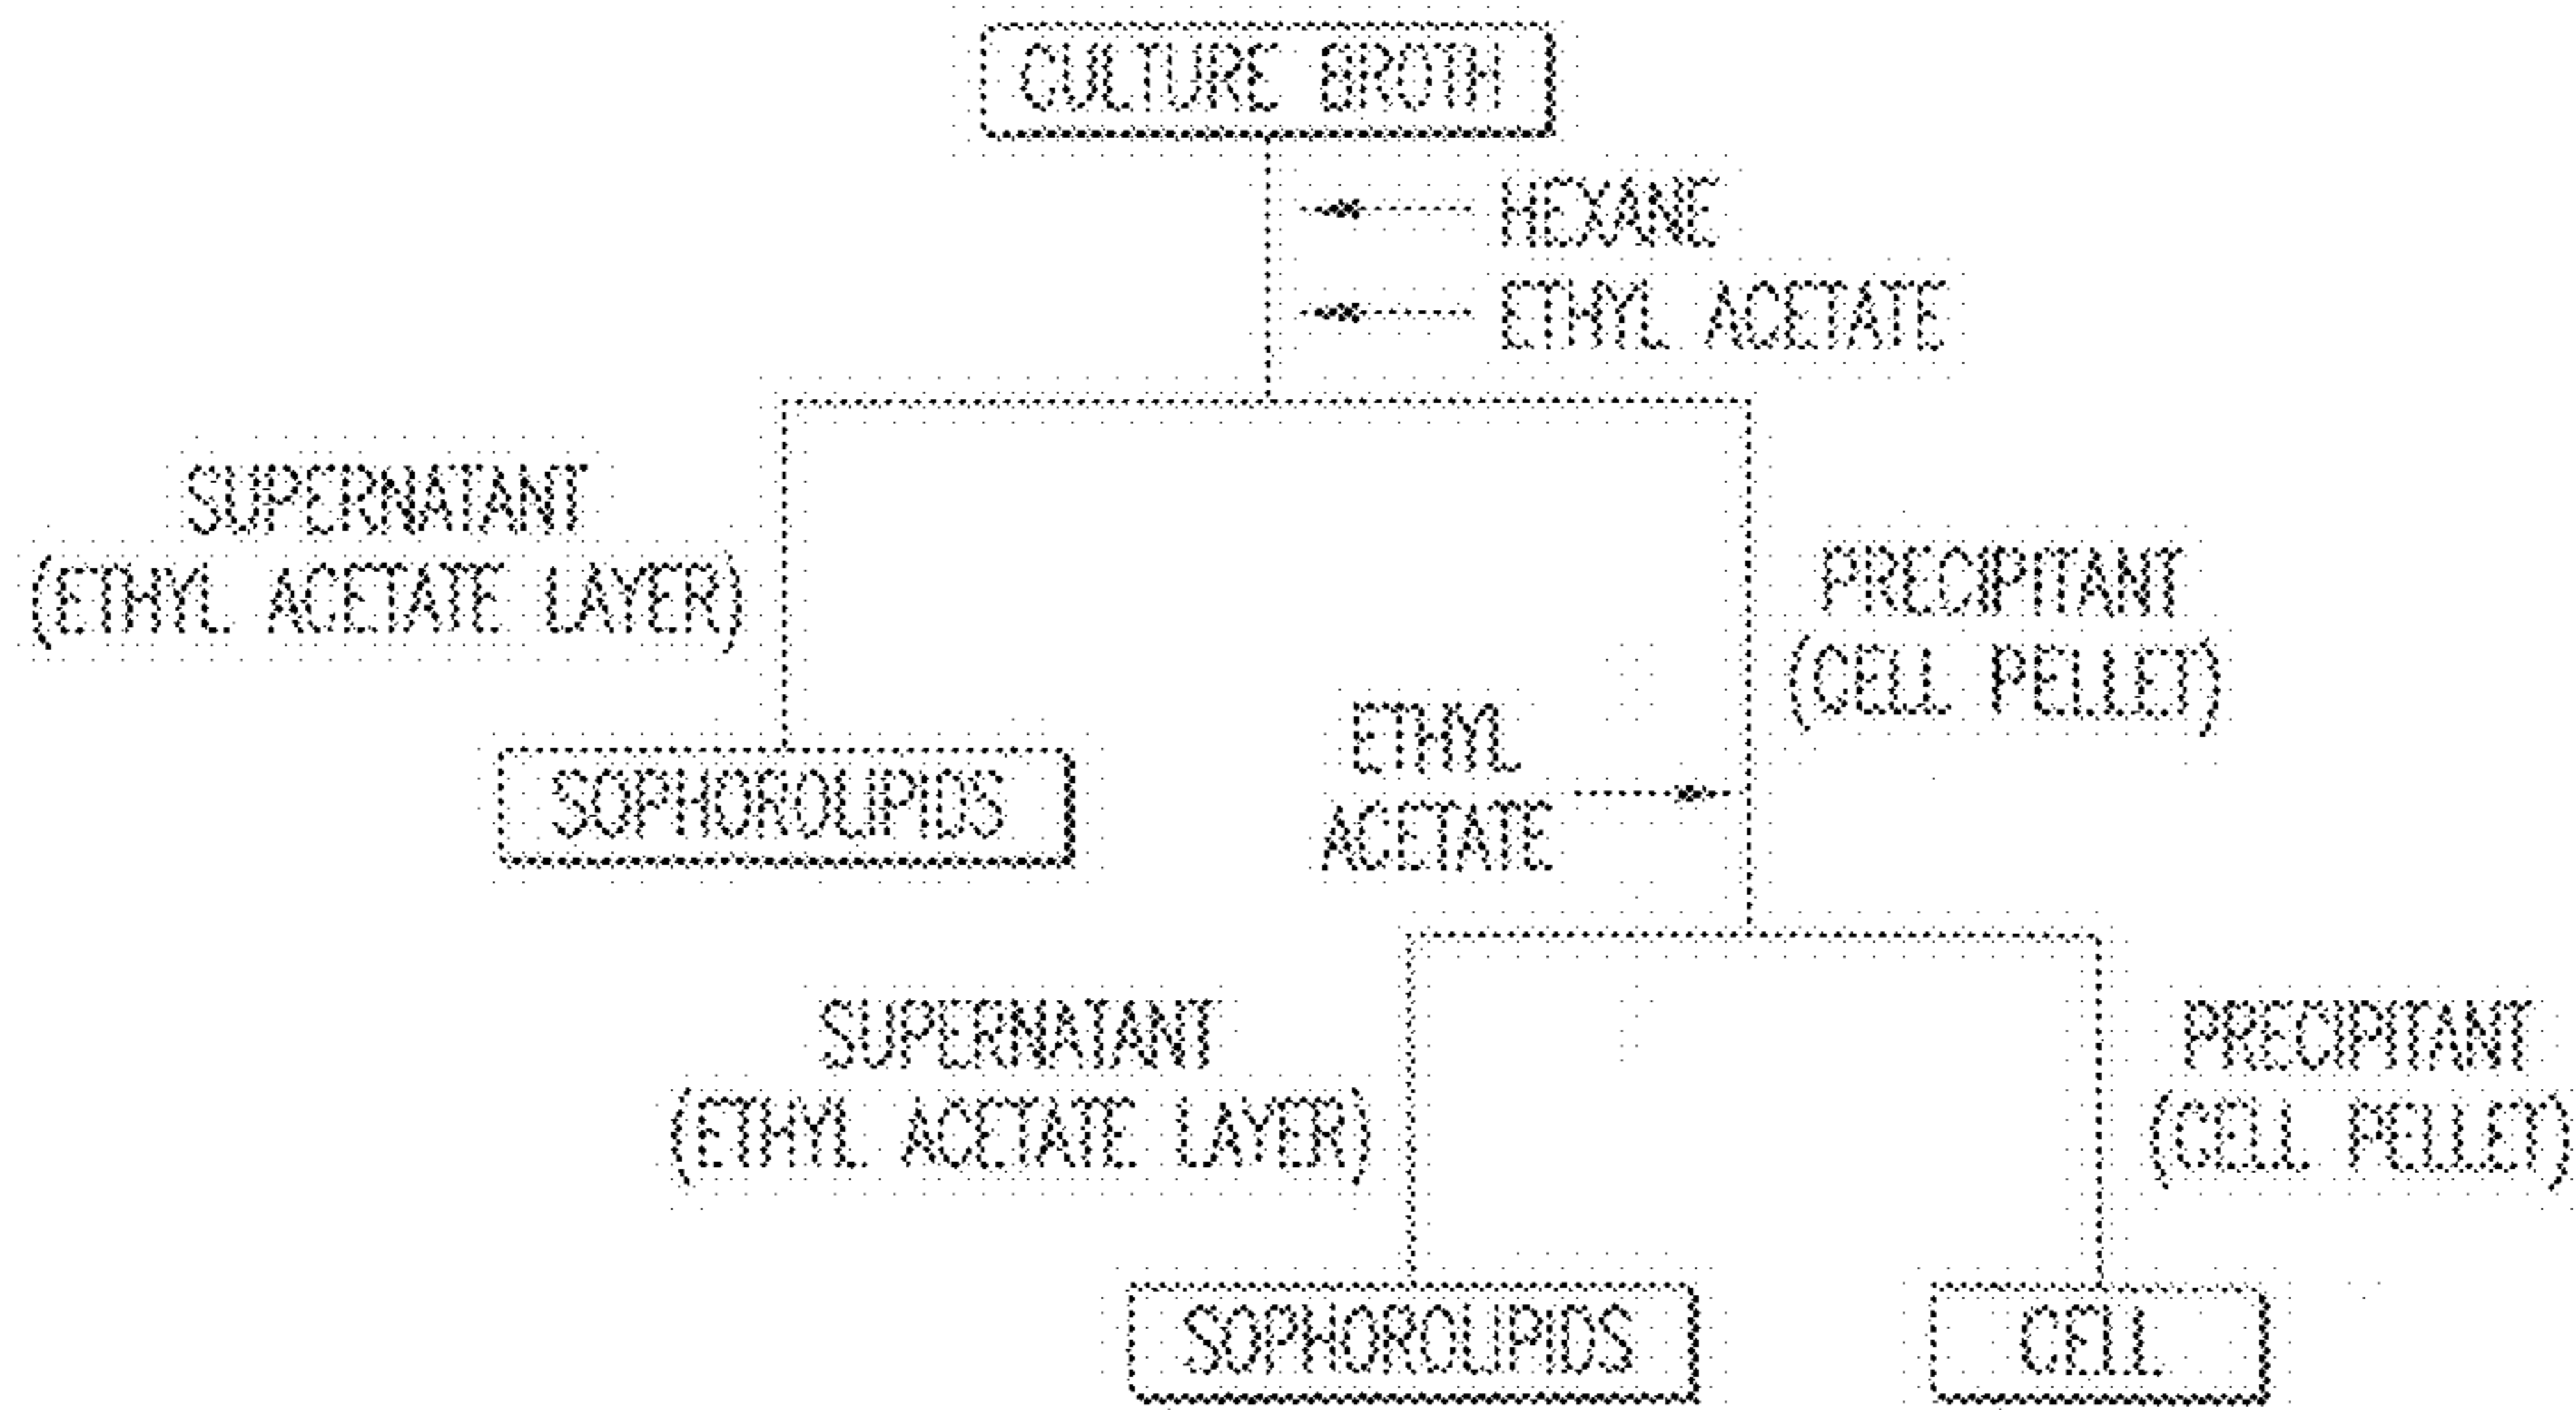 CULTURE BROTH
HEXANE
ETHYL ACETATE
SUPERNATANT
(ETHYL ACETATE LAYER)
PRECIPITANT
(CELL PELLET)
ETHYL
ACETATE
SOPHOROLIPIDS
SUPERNATANT
(ETHYL ACETATE LAYER)
PRECIPITANT
(CELL PELLET)
SOPHOROLIPIDS
CELL